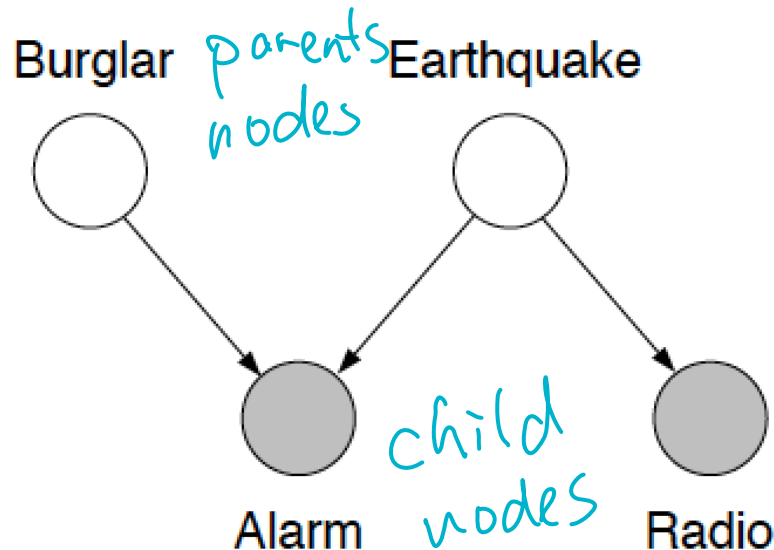 Burglar
parents
nodes
Earthquake
child
nodes
Alarm
Radio